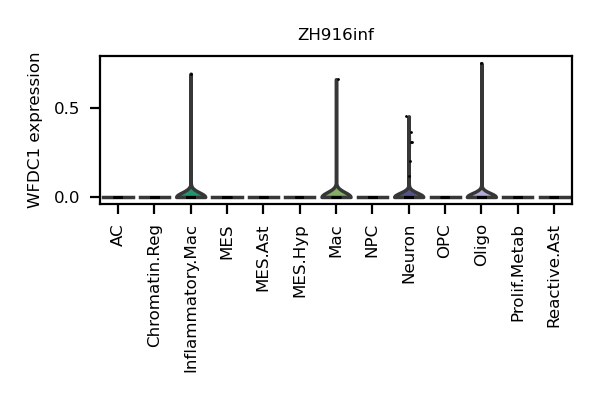 ZH916inf
WFDC1 expression
0.5
0.0
AC
Chromatin.Reg
Inflammatory.Mac
MES
MES.Ast
MES.Hyp
Mac
NPC
Neuron
OPC
Oligo
Prolif.Metab
Reactive.Ast